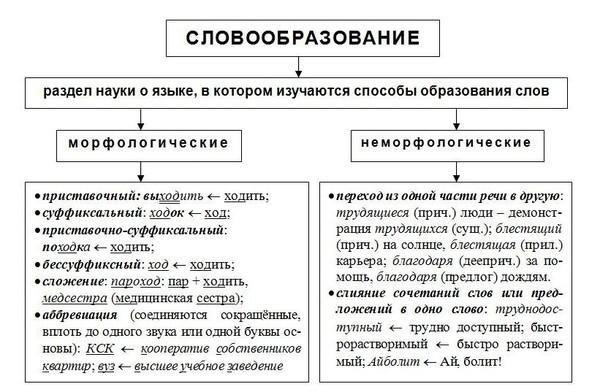 СЛОВООБРАЗОВАНИЕ
раздел науки о языке, в котором изучаются способы образования слов
морфологические
• приставочный: выходить ← ходить;
• суффиксальный: ходок ← ход;
• приставочно-суффиксальный:
походка ← ходить;
• бессуффиксный: ход ← ходить;
• сложение: пароход: пар + ходить,
медсестра (медицинская сестра);
• аббревиация (соединяются сокращённые,
вплоть до одного звука или одной буквы ос-
новы): КСК ← кооператив собственников
квартир; вуз ← высшее учебное заведение
неморфологические
• переход из одной части речи в другую:
трудящиеся (прич.) люди – демонст-
рация трудящихся (сущ.); блестящий
(прич.) на солнце, блестящая (прил.)
карьера; благодаря (дееприч.) за по-
мощь, благодаря (предлог) дождям.
• слияние сочетаний слов или пред-
ложений в одно слово: труднодос-
тупный ← трудно доступный; быст-
рорастворимый ← быстро раствори-
мый; Айболит ← Ай, болит!